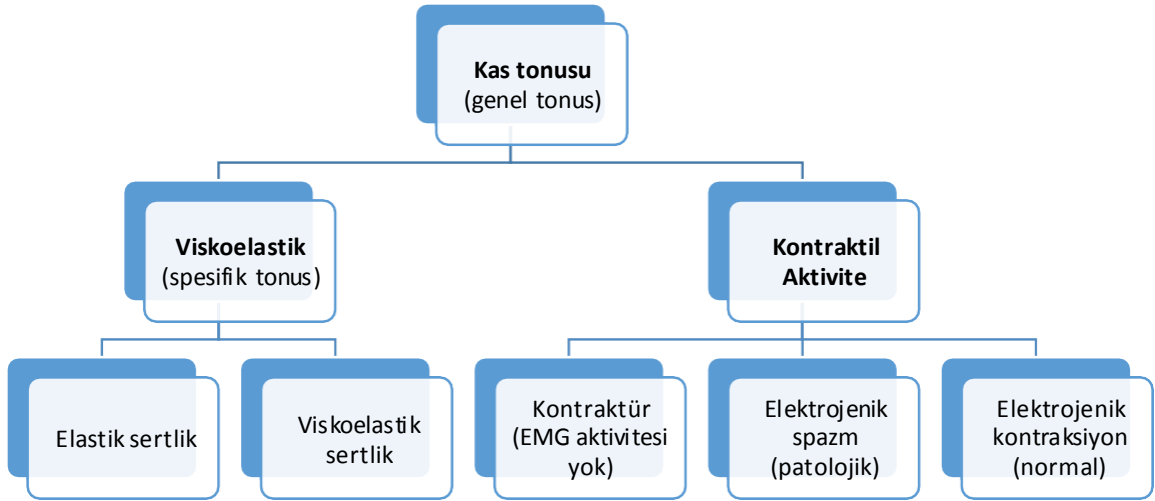 Kas tonusu
(genel tonus)
Viskoelastik
(spesifik tonus)
Kontraktil
Aktivite
Elastik sertlik
Viskoelastik
sertlik
Kontraktür
(EMG aktivitesi
yok)
Elektrojenik
spazm
(patolojik)
Elektrojenik
kontraksiyon
(normal)